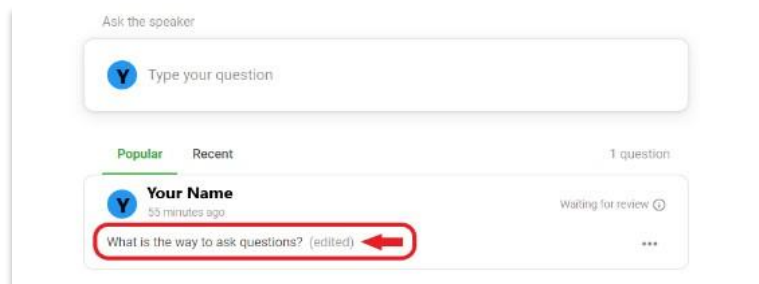 Ask the speaker
Y Type your question
Popular Recent 1 question
Y Your Name
55 minutes ago Waiting for review
What is the way to ask questions? (edited)